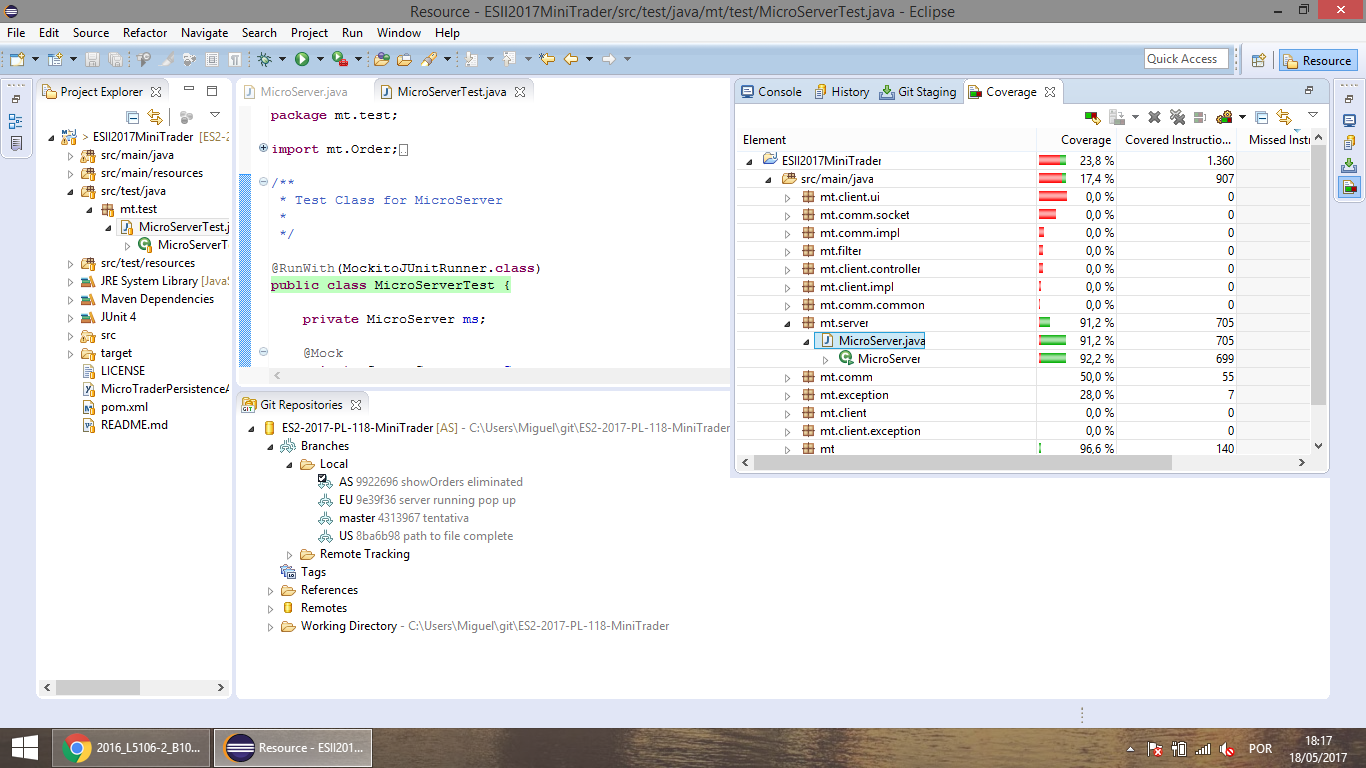 Resource - ESII2017MiniTrader/src/test/java/mt/test/MicroServerTest.java - Eclipse
File Edit Source Refactor Navigate Search Project Run Window Help
Quick Access
Resource
Project Explorer
> ESII2017MiniTrader [ES2-2
src/main/java
src/main/resources
src/test/java
mt.test
MicroServerTest.j
MicroServerT
src/test/resources
JRE System Library [JavaS
Maven Dependencies
JUnit 4
src
target
LICENSE
MicroTraderPersistenceA
pom.xml
README.md
MicroServer.java
MicroServerTest.java
package mt.test;
import mt.Order;
/**
* Test Class for MicroServer
*
*/
@RunWith(MockitoJUnitRunner.class)
public class MicroServerTest {
private MicroServer ms;
@Mock
Git Repositories
ES2-2017-PL-118-MiniTrader [AS] - C:\Users\Miguel\git\ES2-2017-PL-118-MiniTrader
Branches
Local
AS 9922696 showOrders eliminated
EU 9e39f36 server running pop up
master 4313967 tentativa
US 8ba6b98 path to file complete
Remote Tracking
Tags
References
Remotes
Working Directory - C:\Users\Miguel\git\ES2-2017-PL-118-MiniTrader
Console History Git Staging Coverage
Element Coverage Covered Instructio... Missed Instr
ESII2017MiniTrader 23,8 % 1.360
src/main/java 17,4 % 907
mt.client.ui 0,0 % 0
mt.comm.socket 0,0 % 0
mt.comm.impl 0,0 % 0
mt.filter 0,0 % 0
mt.client.controller 0,0 % 0
mt.client.impl 0,0 % 0
mt.comm.common 0,0 % 0
mt.server 91,2 % 705
MicroServer.java 91,2 % 705
MicroServer 92,2 % 699
mt.comm 50,0 % 55
mt.exception 28,0 % 7
mt.client 0,0 % 0
mt.client.exception 0,0 % 0
mt 96,6 % 140
2016_L5106-2_B10...
Resource - ESII201...
POR
18:17
18/05/2017